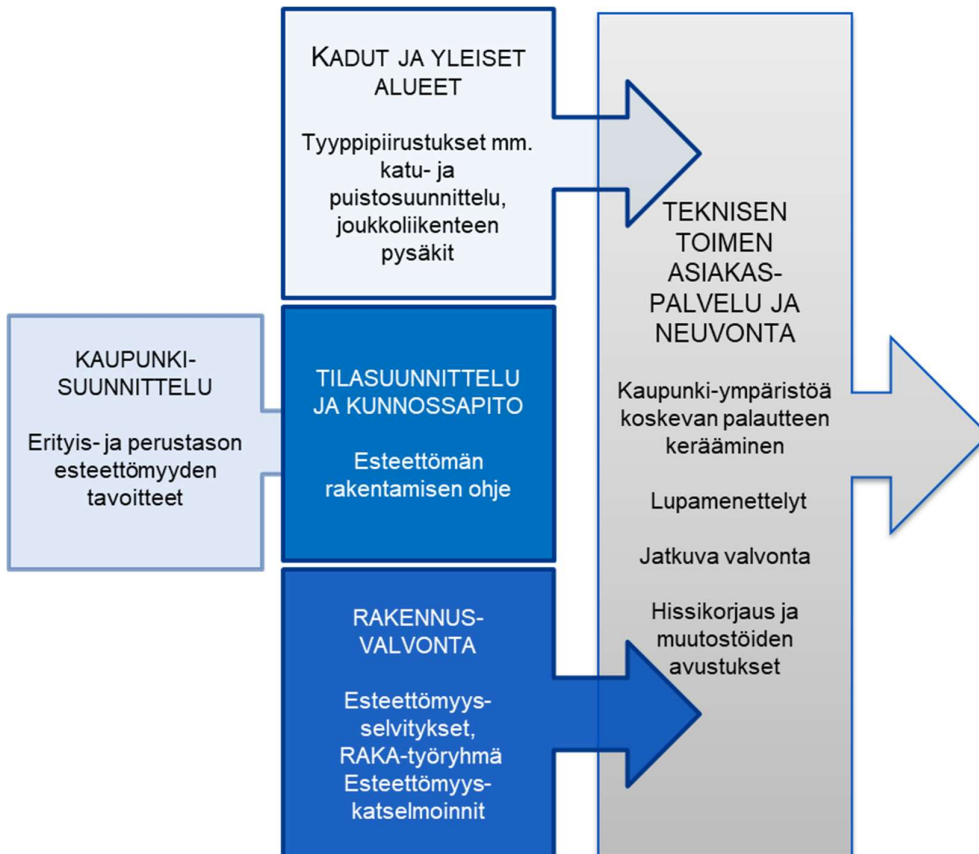 KADUT JA YLEISET
ALUEET
Tyyppipiirustukset mm.
katu- ja
puistosuunnittelu,
joukkoliikenteen
pysäkit
KAUPUNKI-
SUUNNITTELU
Erityis- ja perustason
esteettömyyden
tavoitteet
TILASUUNNITTELU
JA KUNNOSSAPITO
Esteettömän
rakentamisen ohje
RAKENNUS-
VALVONTA
Esteettömyys-
selvitykset,
RAKA-työryhmä
Esteettömyys-
katselmoinnit
TEKNISEN
TOIMEN
ASIAKAS-
PALVELU JA
NEUVONTA
Kaupunki-ympäristöä
koskevan palautteen
kerääminen
Lupamenettelyt
Jatkuva valvonta
Hissikorjaus ja
muutostöiden
avustukset